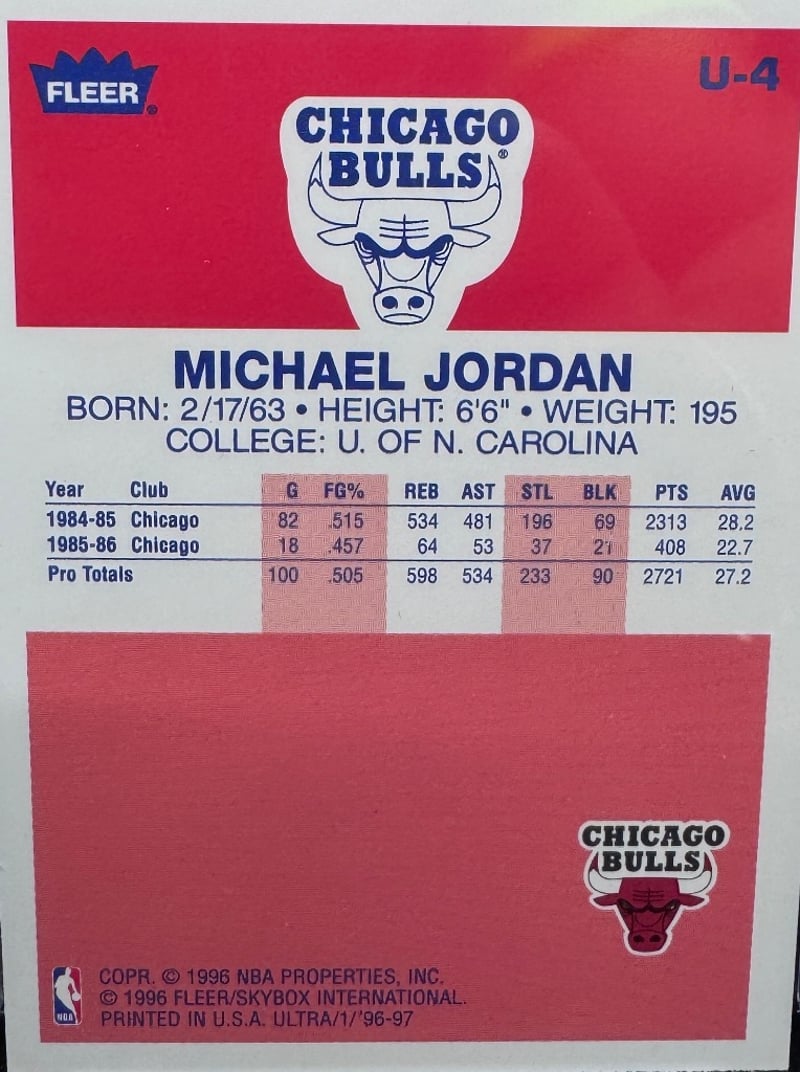 FLEER®
U-4
CHICAGO
BULLS®
MICHAEL JORDAN
BORN: 2/17/63 • HEIGHT: 6'6" • WEIGHT: 195
COLLEGE: U. OF N. CAROLINA
Year Club G FG% REB AST STL BLK PTS AVG
1984-85 Chicago 82 .515 534 481 196 69 2313 28.2
1985-86 Chicago 18 .457 64 53 37 21 408 22.7
Pro Totals 100 .505 598 534 233 90 2721 27.2
CHICAGO
BULLS
NBA
COPR. © 1996 NBA PROPERTIES, INC.
© 1996 FLEER/SKYBOX INTERNATIONAL.
PRINTED IN U.S.A. ULTRA/1/'96-97